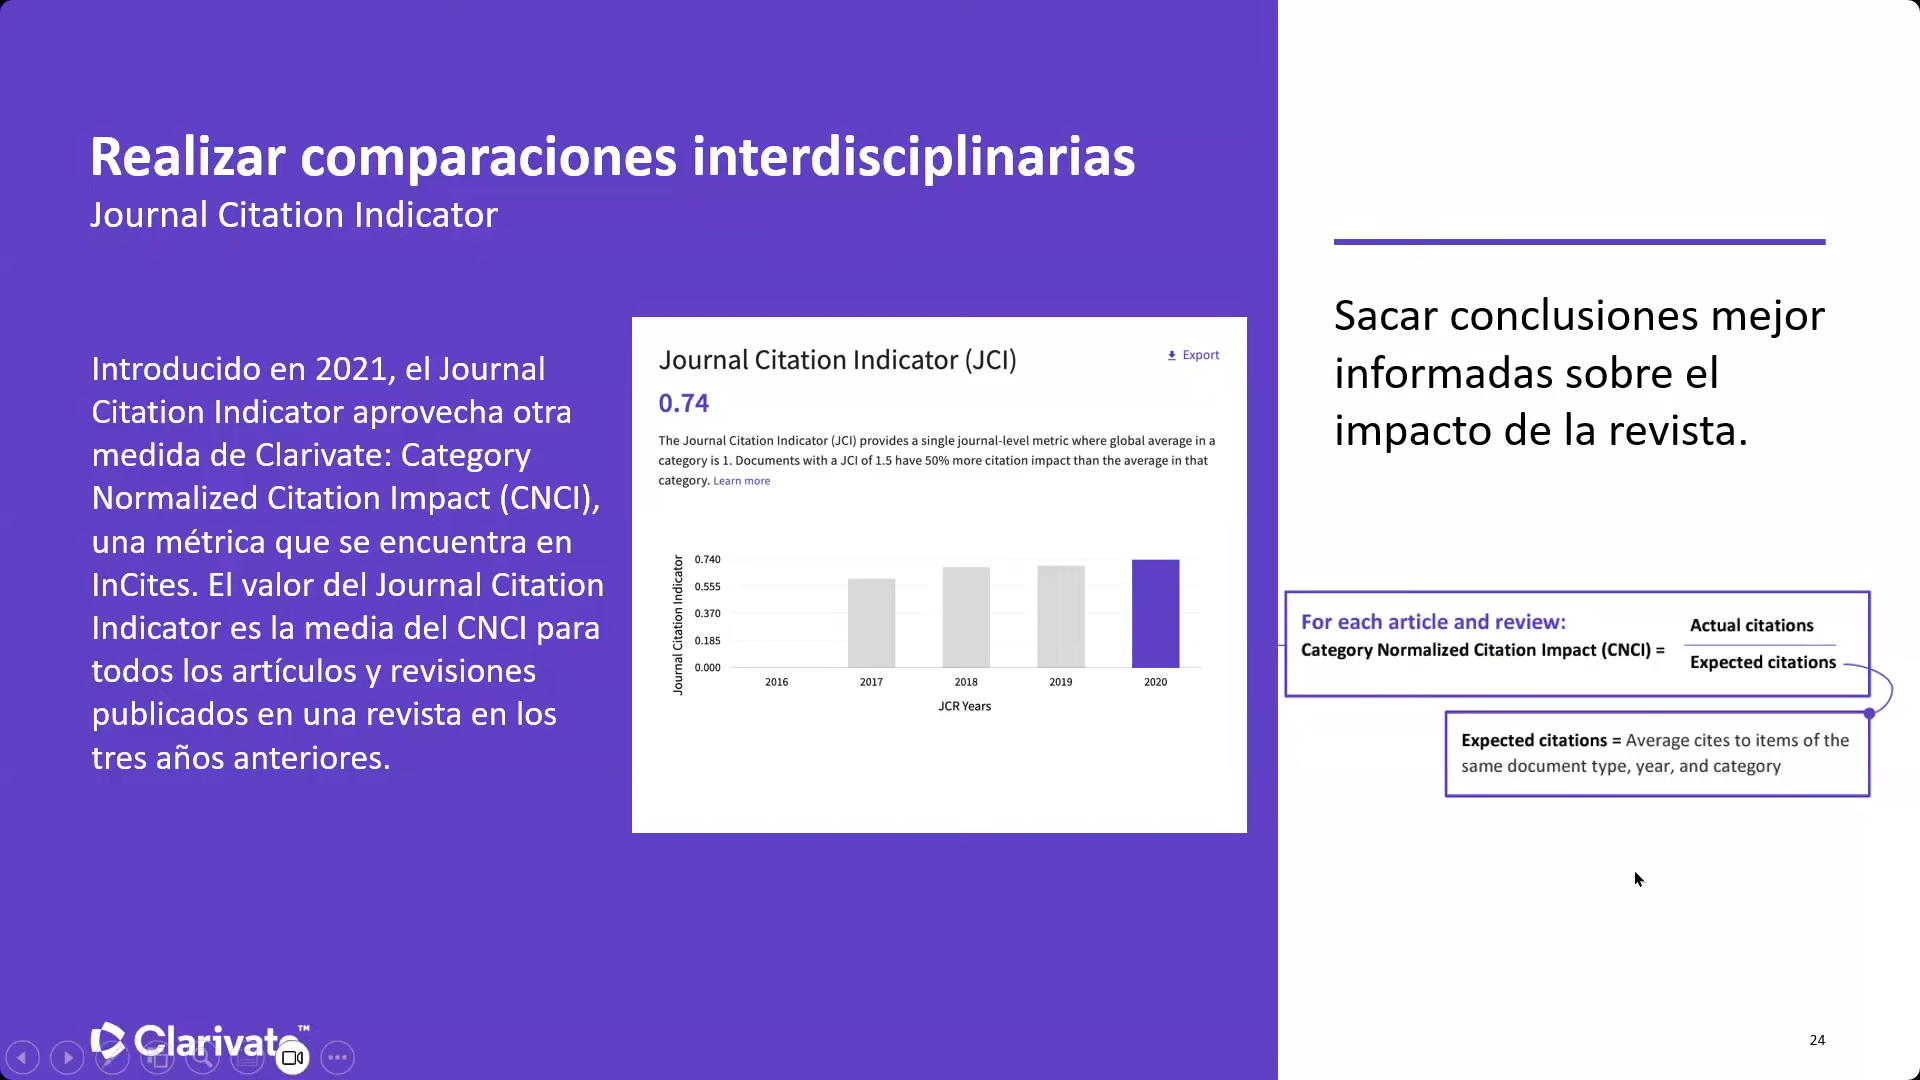 Realizar comparaciones interdisciplinarias
Journal Citation Indicator
Introducido en 2021, el Journal
Citation Indicator aprovecha otra
medida de Clarivate: Category
Normalized Citation Impact (CNCI),
una métrica que se encuentra en
InCites. El valor del Journal Citation
Indicator es la media del CNCI para
todos los artículos y revisiones
publicados en una revista en los
tres años anteriores.
Journal Citation Indicator (JCI)
Export
0.74
The Journal Citation Indicator (JCI) provides a single journal-level metric where global average in a
category is 1. Documents with a JCI of 1.5 have 50% more citation impact than the average in that
category. Learn more
Journal Citation Indicator
0.740
0.555
0.370
0.185
0.000
2016 2017 2018 2019 2020
JCR Years
Sacar conclusiones mejor
informadas sobre el
impacto de la revista.
For each article and review:
Category Normalized Citation Impact (CNCI) =
Actual citations
Expected citations
Expected citations = Average cites to items of the
same document type, year, and category
Clarivate™
24